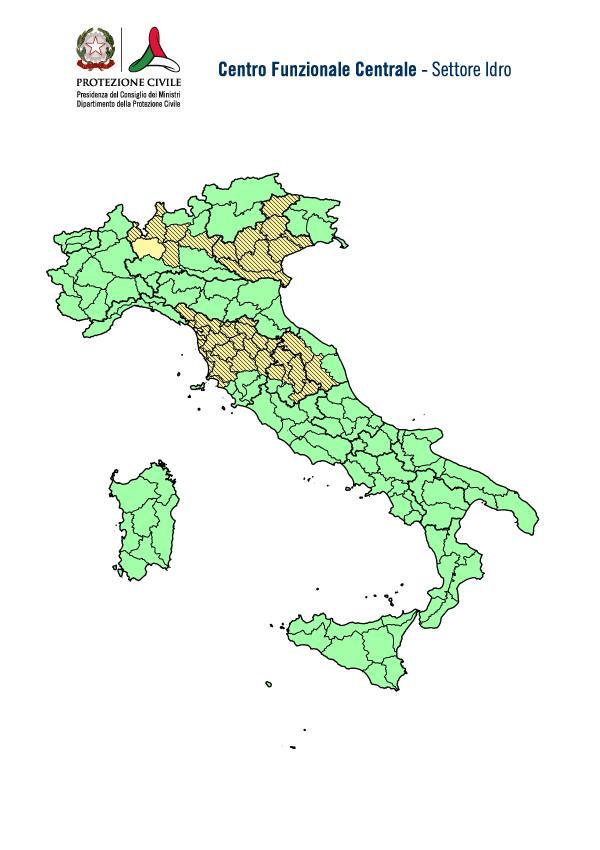 Centro Funzionale Centrale - Settore Idro
PROTEZIONE CIVILE
Presidenza del Consiglio dei Ministri
Dipartimento della Protezione Civile